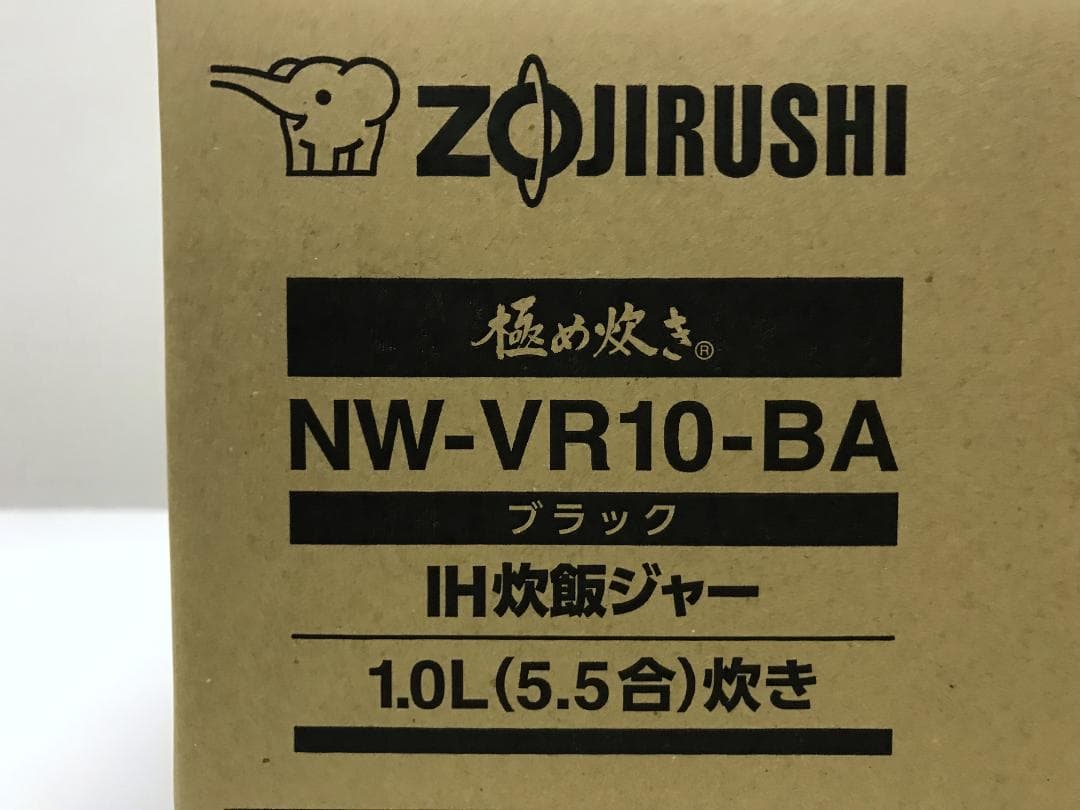 ZOJIRUSHI
極め炊き®
NW-VR10-BA
ブラック
IH炊飯ジャー
1.0L(5.5合)炊き